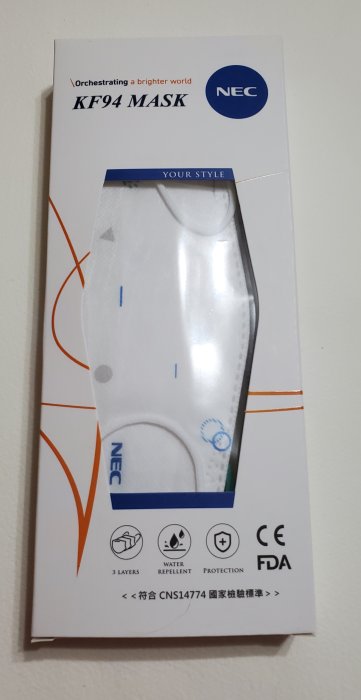 \Orchestrating a brighter world
NEC
KF94 MASK
YOUR STYLE
NEC
3 LAYERS
WATER REPELLENT
PROTECTION
CE
FDA
<<符合 CNS14774 國家檢驗標準>>